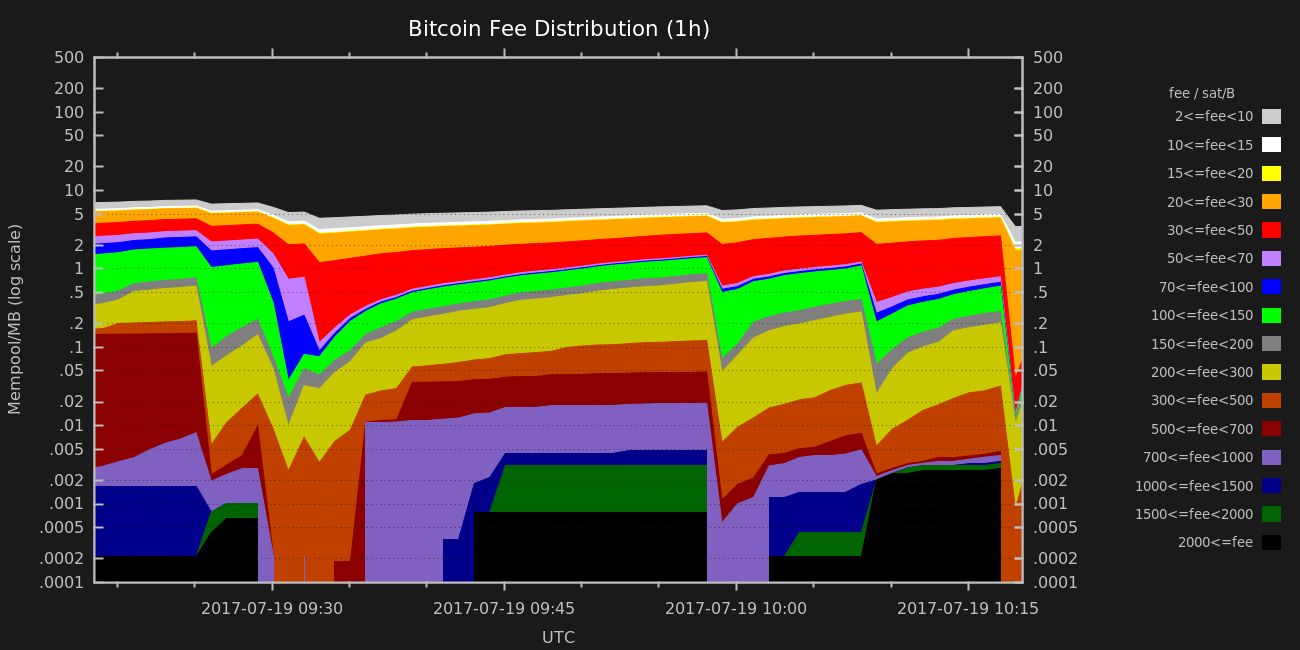 Bitcoin Fee Distribution (1h)
500 500
200 200
100 100
50 50
20 20
10 10
5 5
2 2
1 1
.5 .5
.2 .2
.1 .1
.05 .05
.02 .02
.01 .01
.005 .005
.002 .002
.001 .001
.0005 .0005
.0002 .0002
.0001 .0001
Mempool/MB (log scale)
2017-07-19 09:30 2017-07-19 09:45 2017-07-19 10:00 2017-07-19 10:15
UTC
fee / sat/B
2<=fee<10
10<=fee<15
15<=fee<20
20<=fee<30
30<=fee<50
50<=fee<70
70<=fee<100
100<=fee<150
150<=fee<200
200<=fee<300
300<=fee<500
500<=fee<700
700<=fee<1000
1000<=fee<1500
1500<=fee<2000
2000<=fee